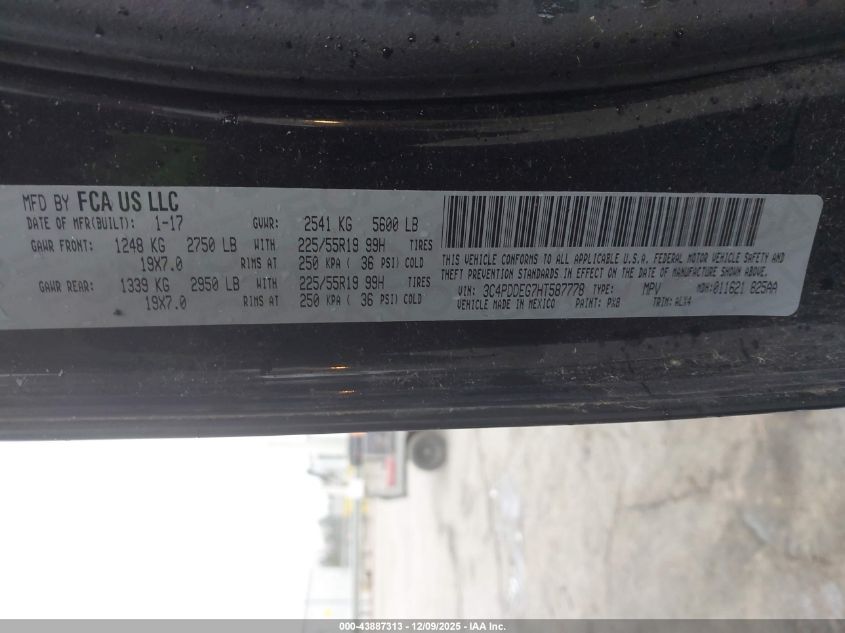 MFD BY FCA US LLC
DATE OF MFR(BUILT): 1-17 GVWR: 2541 KG 5600 LB
GAWR FRONT: 1248 KG 2750 LB WITH 225/55R19 99H TIRES
19X7.0 RIMS AT 250 KPA ( 36 PSI) COLD
GAWR REAR: 1339 KG 2950 LB WITH 225/55R19 99H TIRES
19X7.0 RIMS AT 250 KPA ( 36 PSI) COLD
THIS VEHICLE CONFORMS TO ALL APPLICABLE U.S.A. FEDERAL MOTOR VEHICLE SAFETY AND
THEFT PREVENTION STANDARDS IN EFFECT ON THE DATE OF MANUFACTURE SHOWN ABOVE.
VIN: 3C4PDDEG7HT587778 TYPE: MPV MDH: 011621 825AA
VEHICLE MADE IN MEXICO PAINT: PX8 TRIM: ALX4
000-43887313 - 12/09/2025 - IAA Inc.